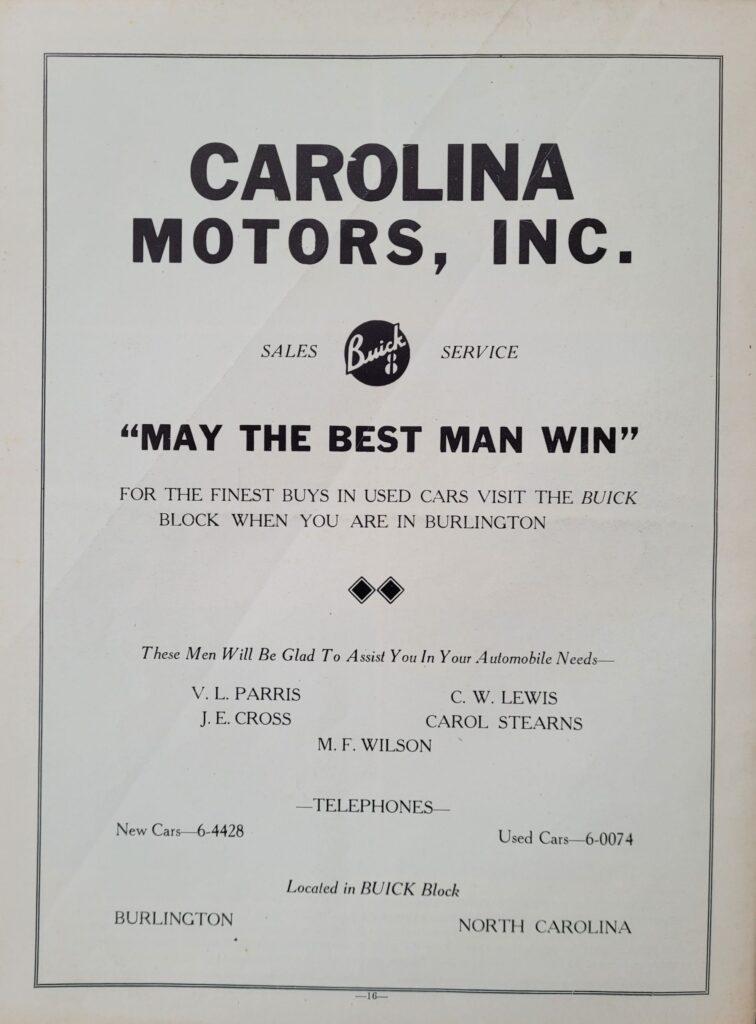 CAROLINA
MOTORS, INC.
SALES Buick 8 SERVICE
“MAY THE BEST MAN WIN”
FOR THE FINEST BUYS IN USED CARS VISIT THE BUICK
BLOCK WHEN YOU ARE IN BURLINGTON
These Men Will Be Glad To Assist You In Your Automobile Needs—
V. L. PARRIS C. W. LEWIS
J. E. CROSS CAROL STEARNS
M. F. WILSON
—TELEPHONES—
New Cars—6-4428 Used Cars—6-0074
Located in BUICK Block
BURLINGTON NORTH CAROLINA
—16—